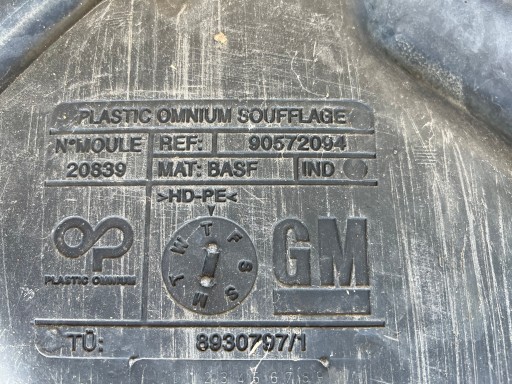 PLASTIC OMNIUM SOUFFLAGE
N°MOULE REF: 90572094
20839 MAT: BASF IND
>HD-PE<
T F S S M T W
GM
PLASTIC OMNIUM
TÜ: 8930797/1